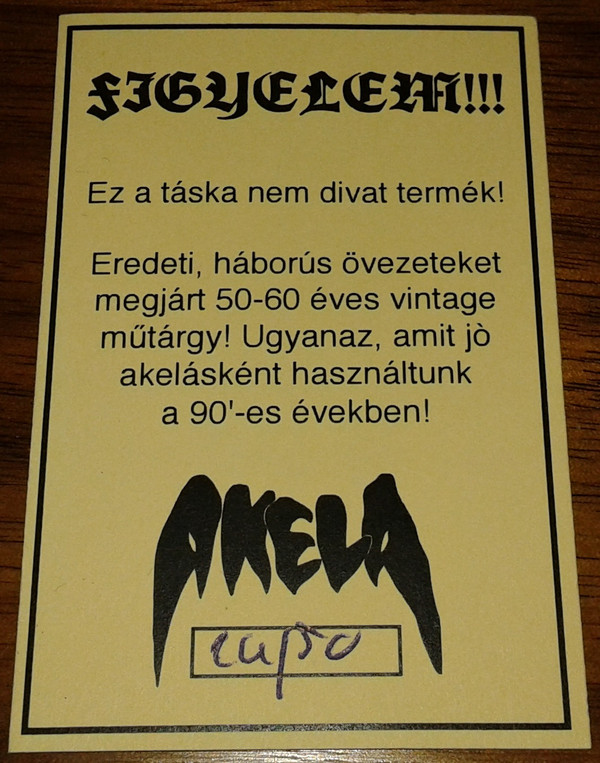 FIGYELEM!!!
Ez a táska nem divat termék!
Eredeti, háborús övezeteket
megjárt 50-60 éves vintage
műtárgy! Ugyanaz, amit jò
akelásként használtunk
a 90'-es években!
AKELA